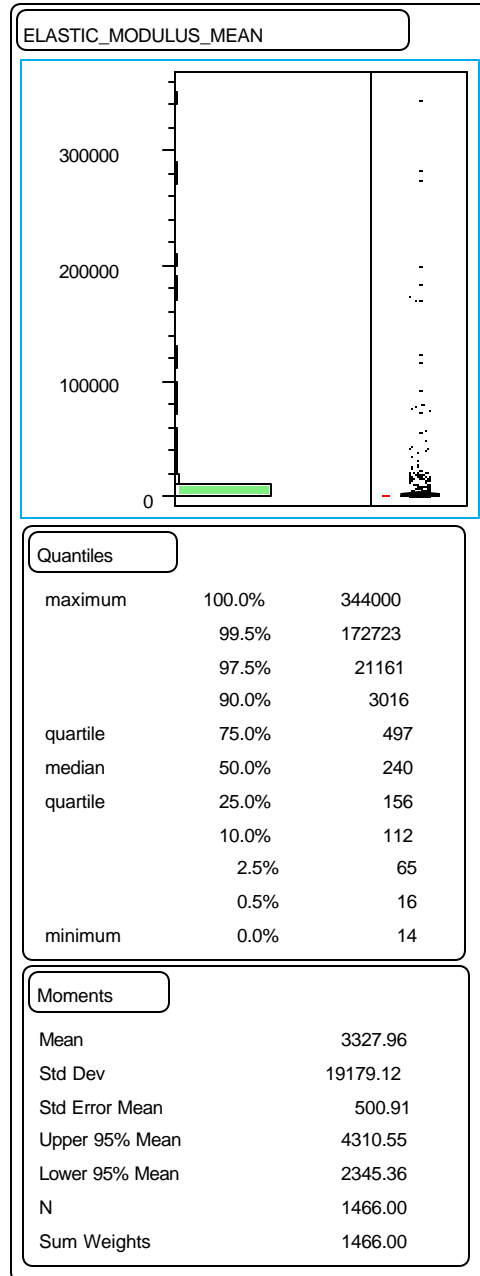 ELASTIC_MODULUS_MEAN
300000
200000
100000
0
Quantiles
maximum 100.0% 344000
99.5% 172723
97.5% 21161
90.0% 3016
quartile 75.0% 497
median 50.0% 240
quartile 25.0% 156
10.0% 112
2.5% 65
0.5% 16
minimum 0.0% 14
Moments
Mean 3327.96
Std Dev 19179.12
Std Error Mean 500.91
Upper 95% Mean 4310.55
Lower 95% Mean 2345.36
N 1466.00
Sum Weights 1466.00